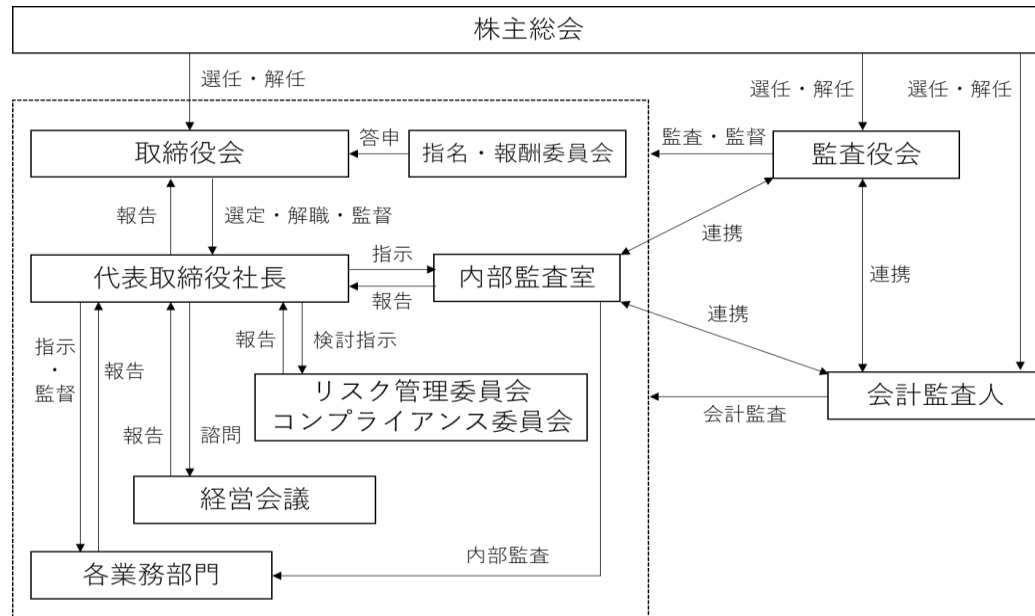 株主総会
選任・解任
選任・解任
選任・解任
取締役会
答申
指名・報酬委員会
監査・監督
監査役会
報告
選定・解職・監督
連携
代表取締役社長
指示
報告
内部監査室
連携
連携
指示
・
監督
報告
報告
検討指示
リスク管理委員会
コンプライアンス委員会
会計監査人
会計監査
報告
諮問
経営会議
内部監査
各業務部門